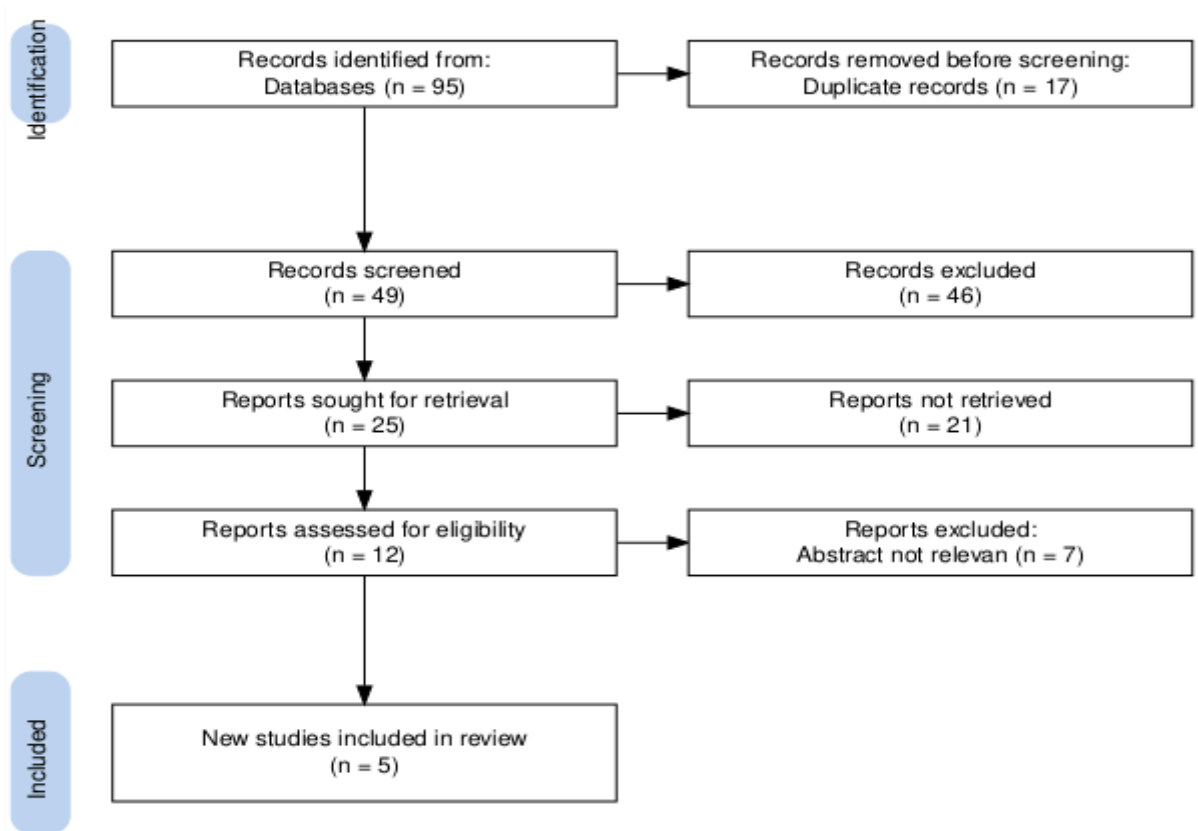 Identification
Records identified from:
Databases (n = 95)
Records removed before screening:
Duplicate records (n = 17)
Screening
Records screened
(n = 49)
Records excluded
(n = 46)
Reports sought for retrieval
(n = 25)
Reports not retrieved
(n = 21)
Reports assessed for eligibility
(n = 12)
Reports excluded:
Abstract not relevan (n = 7)
Included
New studies included in review
(n = 5)